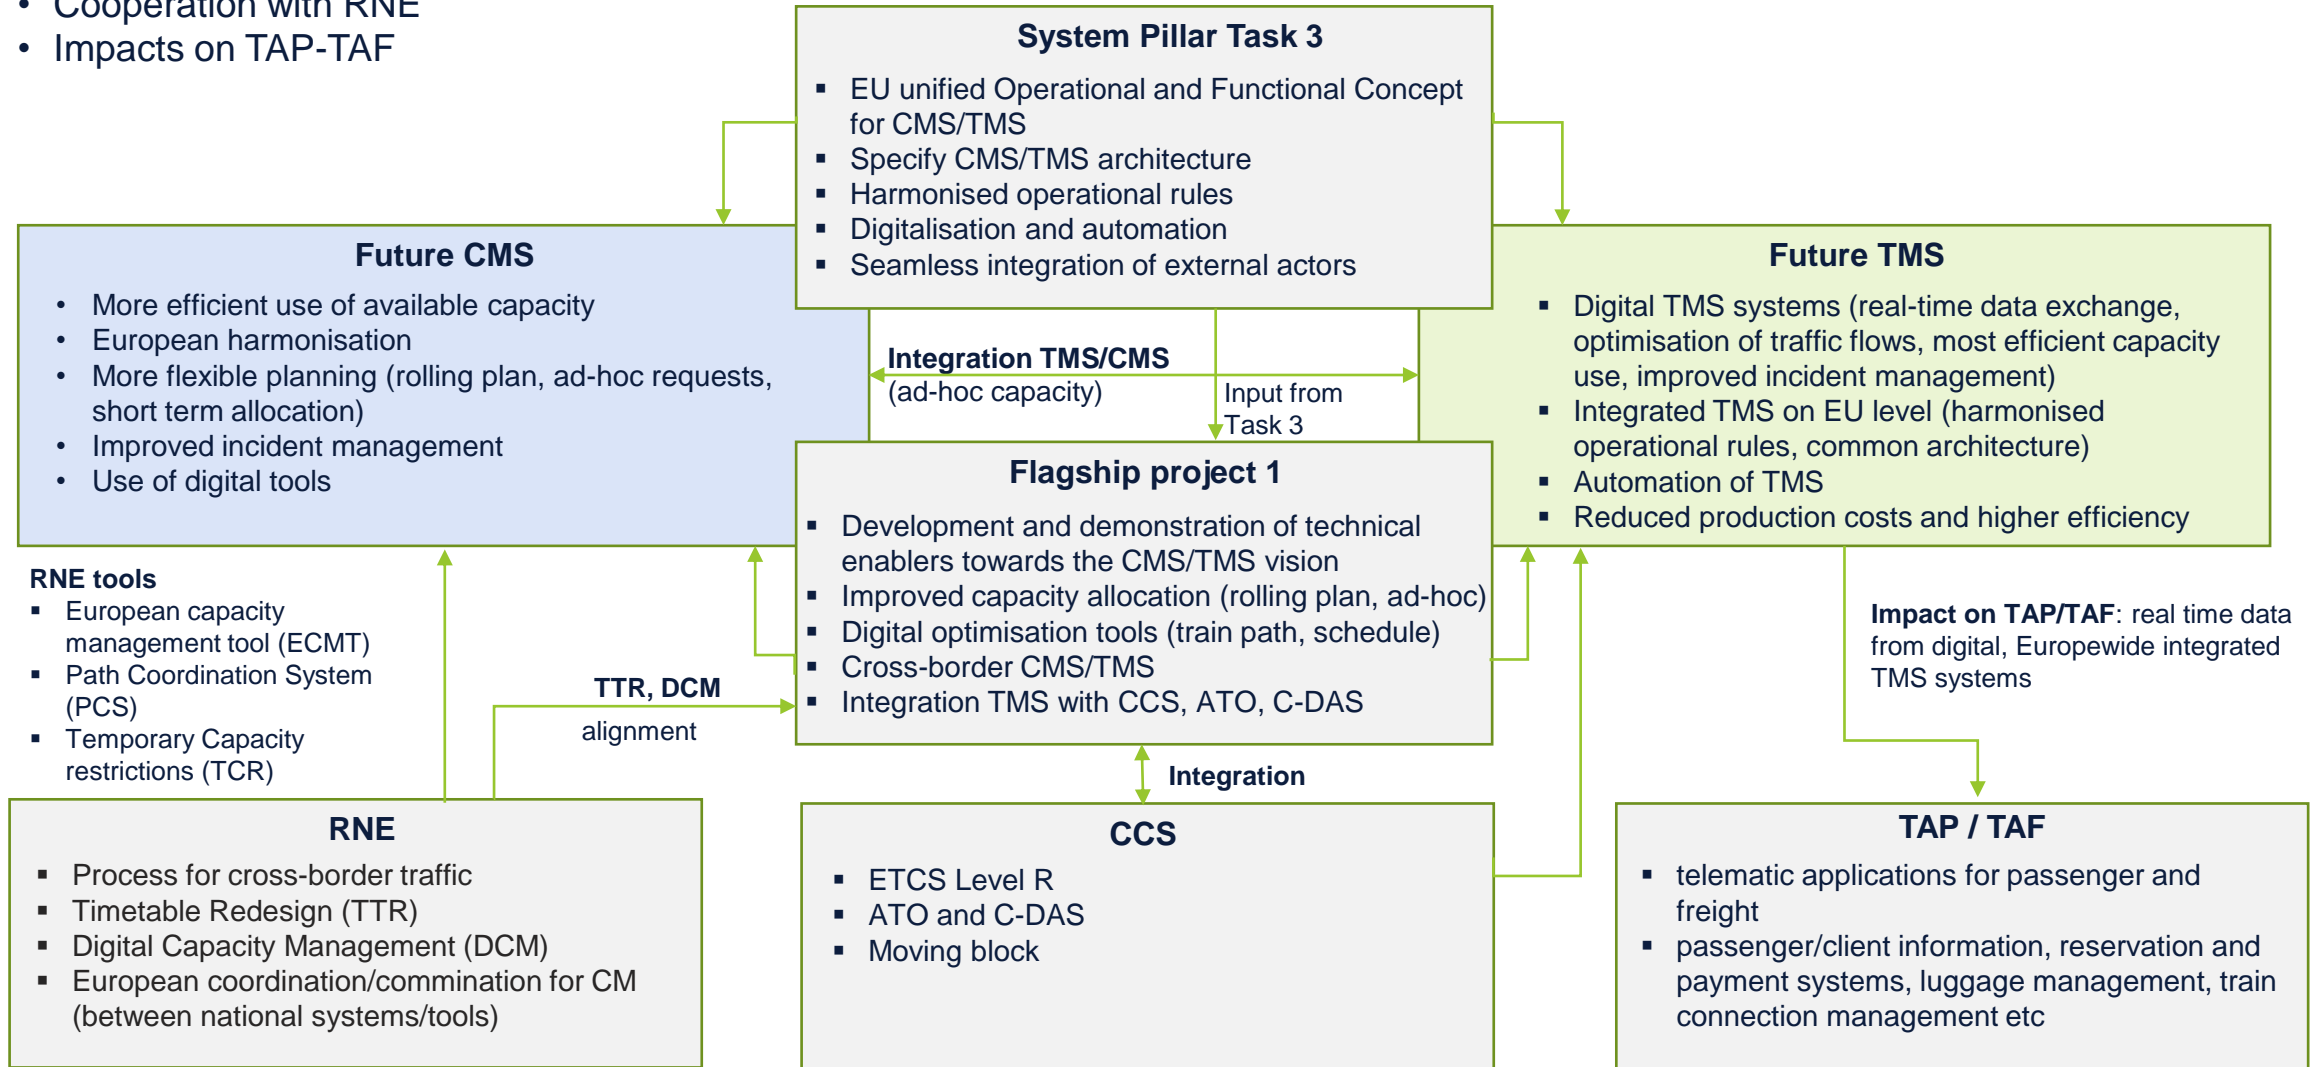 • Cooperation with RNE
• Impacts on TAP-TAF
System Pillar Task 3
▪ EU unified Operational and Functional Concept
for CMS/TMS
▪ Specify CMS/TMS architecture
▪ Harmonised operational rules
▪ Digitalisation and automation
▪ Seamless integration of external actors
Future CMS
• More efficient use of available capacity
• European harmonisation
• More flexible planning (rolling plan, ad-hoc requests,
short term allocation)
• Improved incident management
• Use of digital tools
Integration TMS/CMS
(ad-hoc capacity)
Input from
Task 3
Future TMS
▪ Digital TMS systems (real-time data exchange,
optimisation of traffic flows, most efficient capacity
use, improved incident management)
▪ Integrated TMS on EU level (harmonised
operational rules, common architecture)
▪ Automation of TMS
▪ Reduced production costs and higher efficiency
Flagship project 1
▪ Development and demonstration of technical
enablers towards the CMS/TMS vision
▪ Improved capacity allocation (rolling plan, ad-hoc)
▪ Digital optimisation tools (train path, schedule)
▪ Cross-border CMS/TMS
▪ Integration TMS with CCS, ATO, C-DAS
RNE tools
▪ European capacity
management tool (ECMT)
▪ Path Coordination System
(PCS)
▪ Temporary Capacity
restrictions (TCR)
TTR, DCM
alignment
Impact on TAP/TAF: real time data
from digital, Europewide integrated
TMS systems
Integration
RNE
▪ Process for cross-border traffic
▪ Timetable Redesign (TTR)
▪ Digital Capacity Management (DCM)
▪ European coordination/commination for CM
(between national systems/tools)
CCS
▪ ETCS Level R
▪ ATO and C-DAS
▪ Moving block
TAP / TAF
▪ telematic applications for passenger and
freight
▪ passenger/client information, reservation and
payment systems, luggage management, train
connection management etc